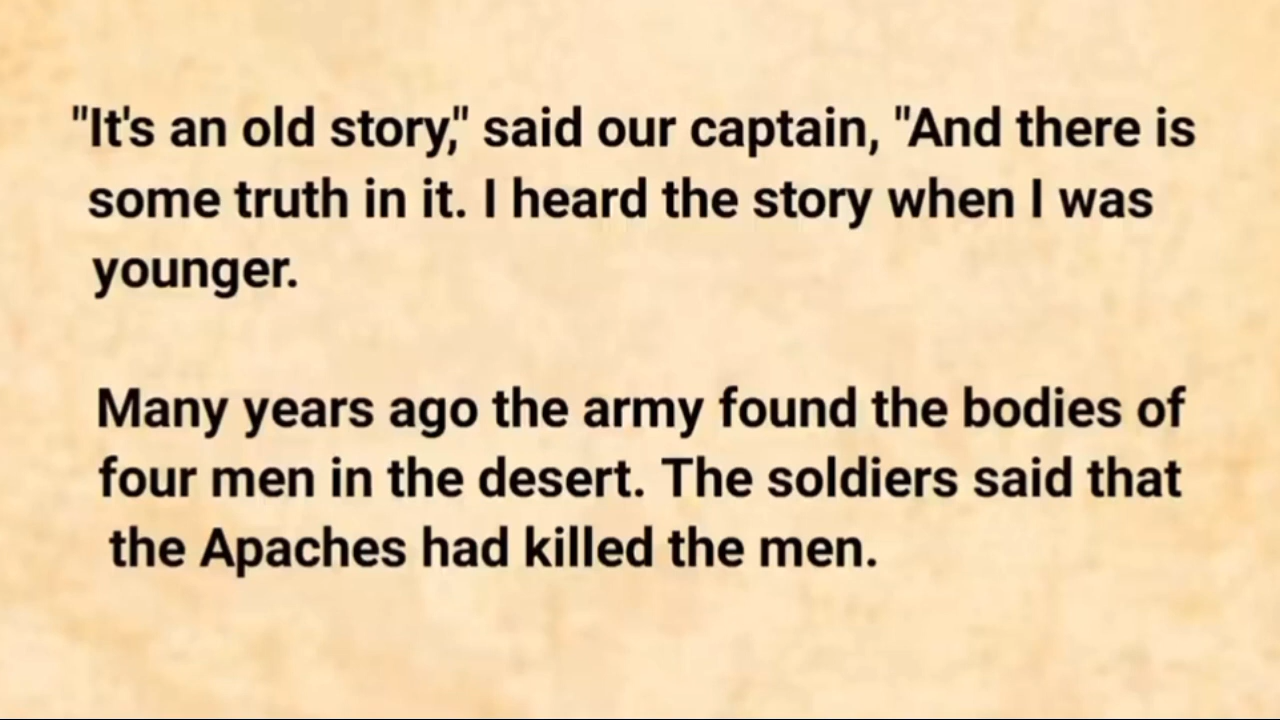 "It's an old story," said our captain, "And there is
some truth in it. I heard the story when I was
younger.
Many years ago the army found the bodies of
four men in the desert. The soldiers said that
the Apaches had killed the men.